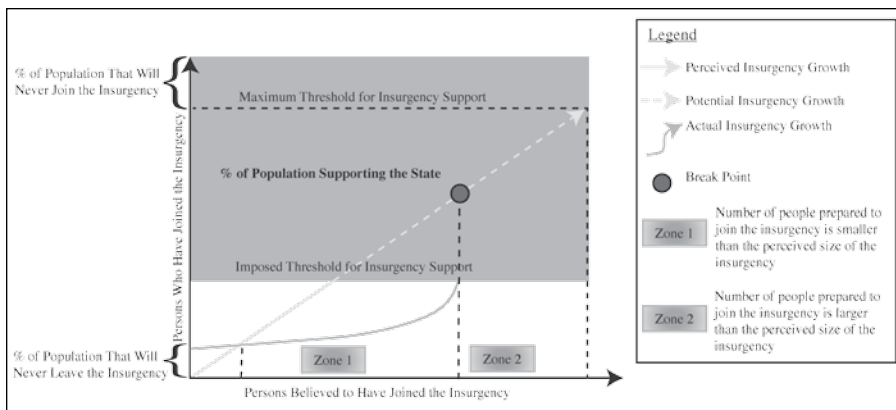 % of Population That Will
Never Join the Insurgency
Maximum Threshold for Insurgency Support
% of Population Supporting the State
Imposed Threshold for Insurgency Support
Persons Who Have Joined the Insurgency
% of Population That Will
Never Leave the Insurgency
Zone 1
Zone 2
Persons Believed to Have Joined the Insurgency
Legend
Perceived Insurgency Growth
Potential Insurgency Growth
Actual Insurgency Growth
Break Point
Zone 1
Number of people prepared to
join the insurgency is smaller
than the perceived size of the
insurgency
Zone 2
Number of people prepared to
join the insurgency is larger
than the perceived size of the
insurgency